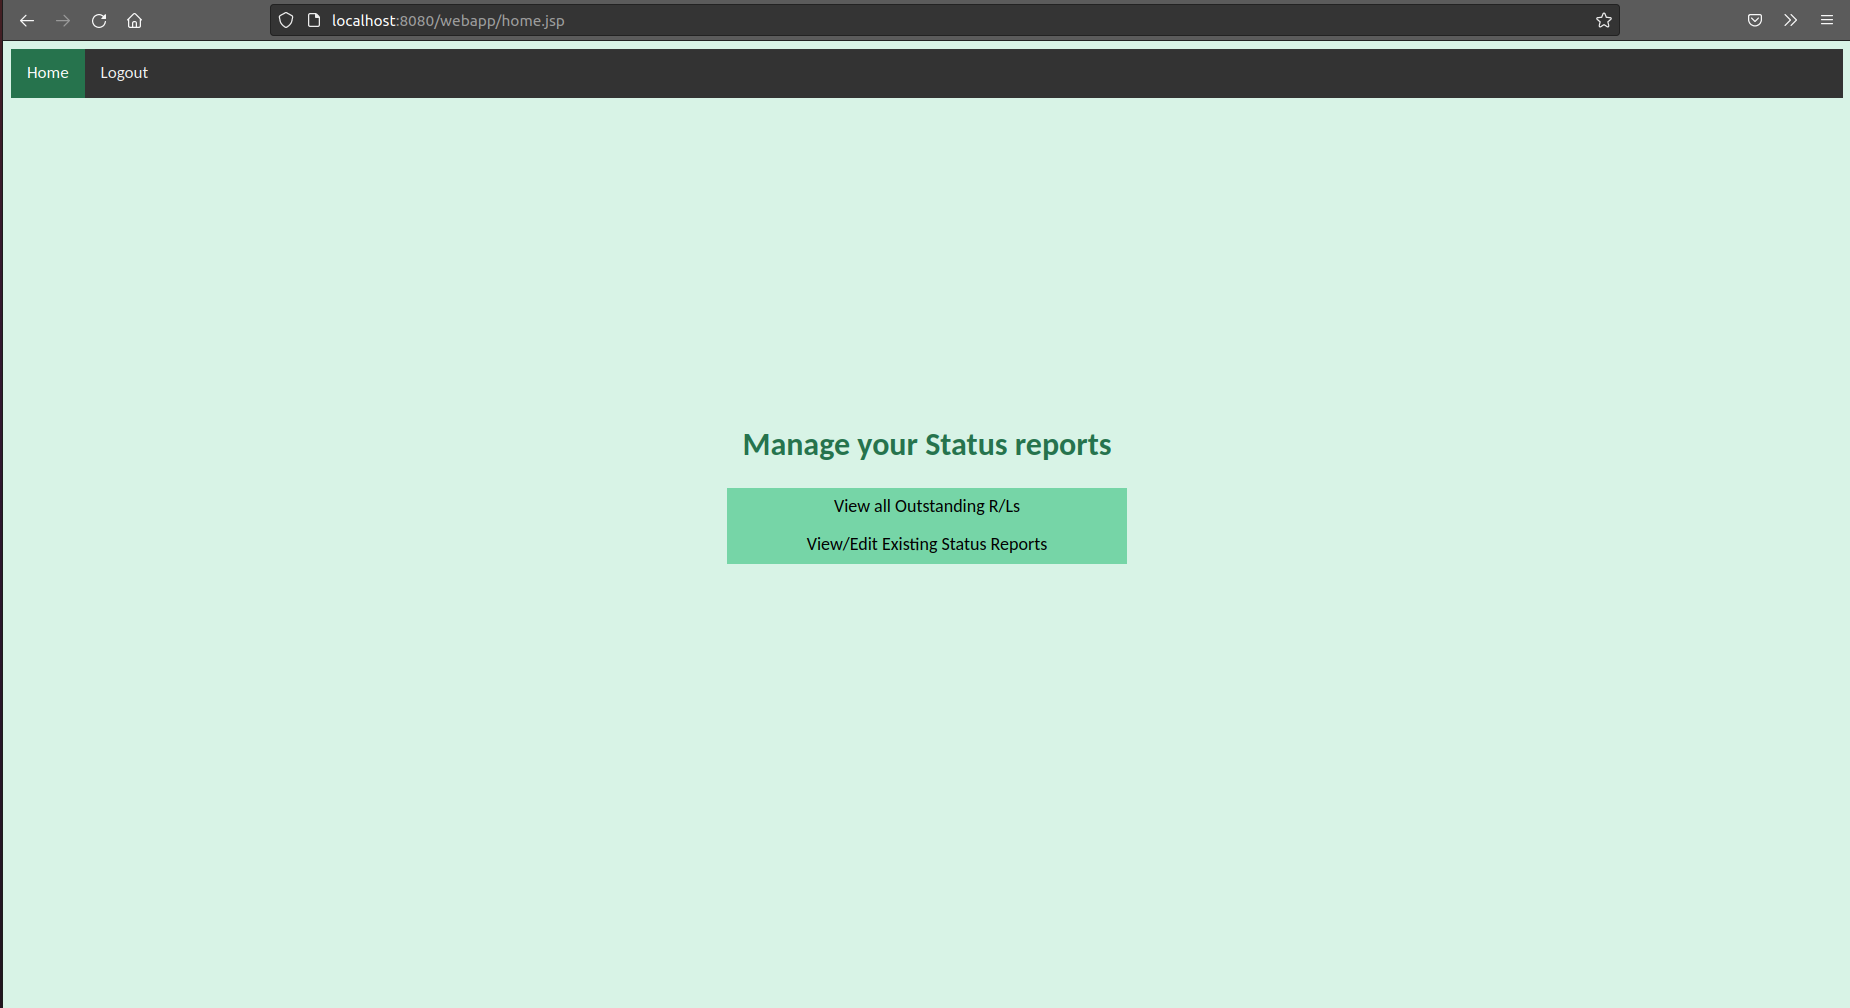 localhost:8080/webapp/home.jsp
Home Logout
Manage your Status reports
View all Outstanding R/Ls
View/Edit Existing Status Reports